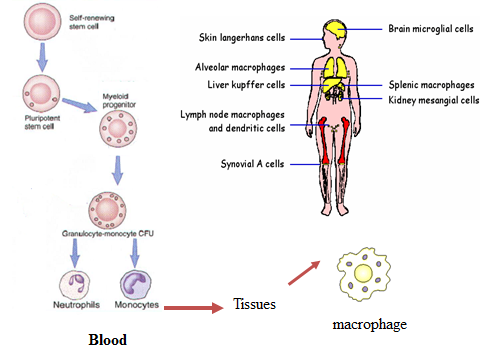 Self-renewing
stem cell
Pluripotent
stem cell
Myeloid
progenitor
Granulocyte-monocyte CFU
Neutrophils
Monocytes
Blood
Tissues
macrophage
Skin langerhans cells
Alveolar macrophages
Liver kupffer cells
Lymph node macrophages
and dendritic cells
Synovial A cells
Brain microglial cells
Splenic macrophages
Kidney mesangial cells